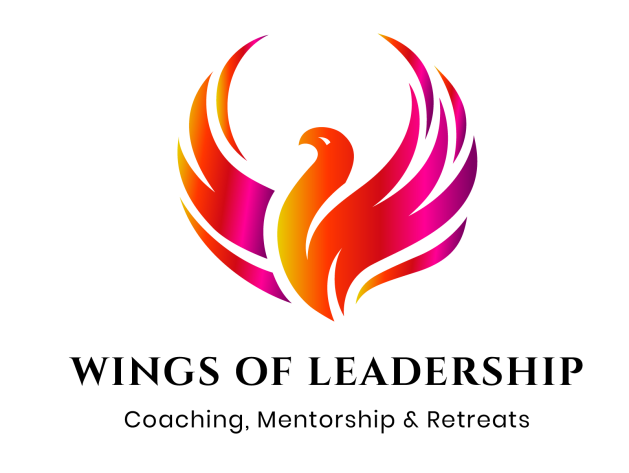 WINGS OF LEADERSHIP
Coaching, Mentorship & Retreats